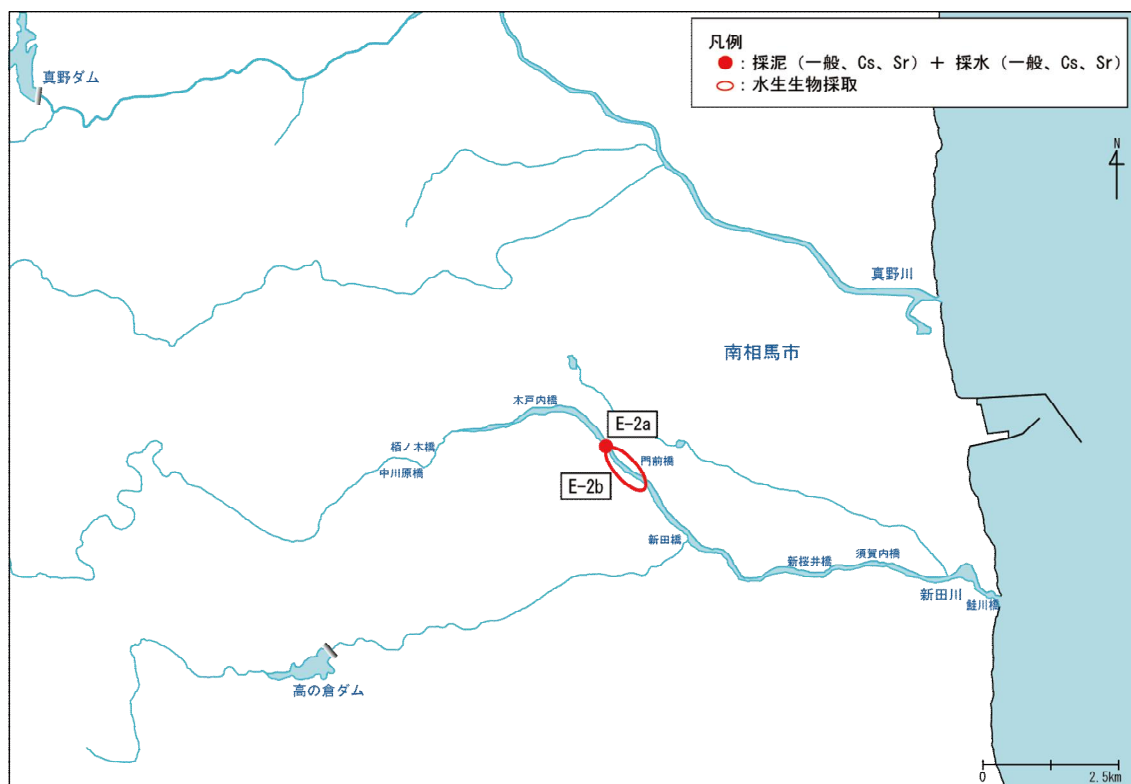 凡例
●：採泥（一般、Cs、Sr）＋ 採水（一般、Cs、Sr）
○：水生生物採取
真野ダム
N
真野川
南相馬市
木戸内橋
E-2a
栢ノ木橋
門前橋
中川原橋
E-2b
新田橋
新桜井橋
須賀内橋
新田川
鮭川橋
高の倉ダム
0
2.5km